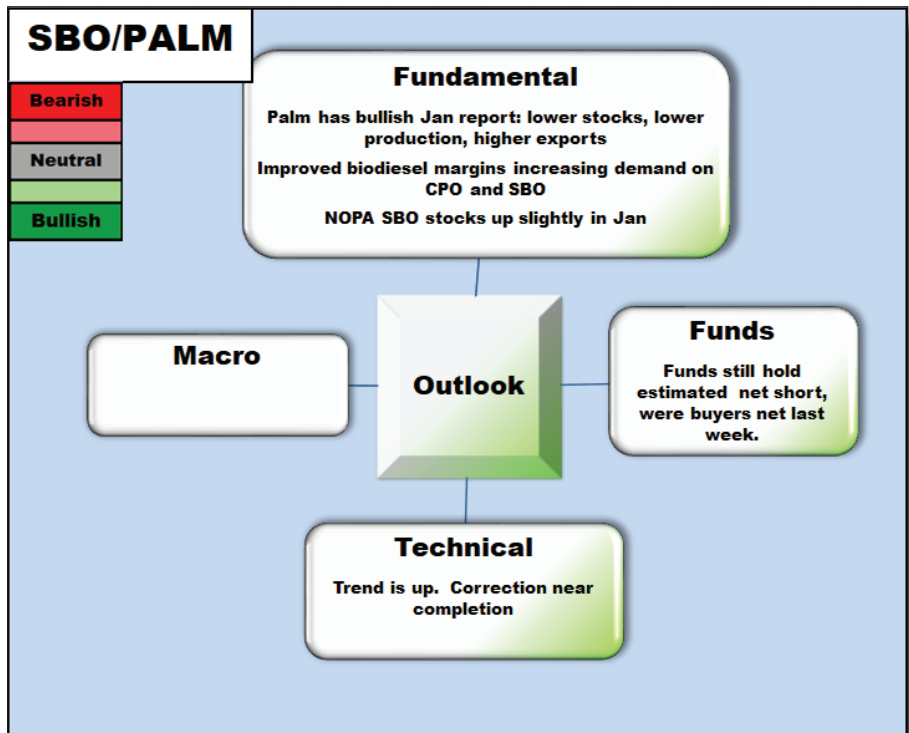 SBO/PALM
Bearish
Neutral
Bullish
Fundamental
Palm has bullish Jan report: lower stocks, lower
production, higher exports
Improved biodiesel margins increasing demand on
CPO and SBO
NOPA SBO stocks up slightly in Jan
Macro
Outlook
Funds
Funds still hold
estimated net short,
were buyers net last
week.
Technical
Trend is up. Correction near
completion